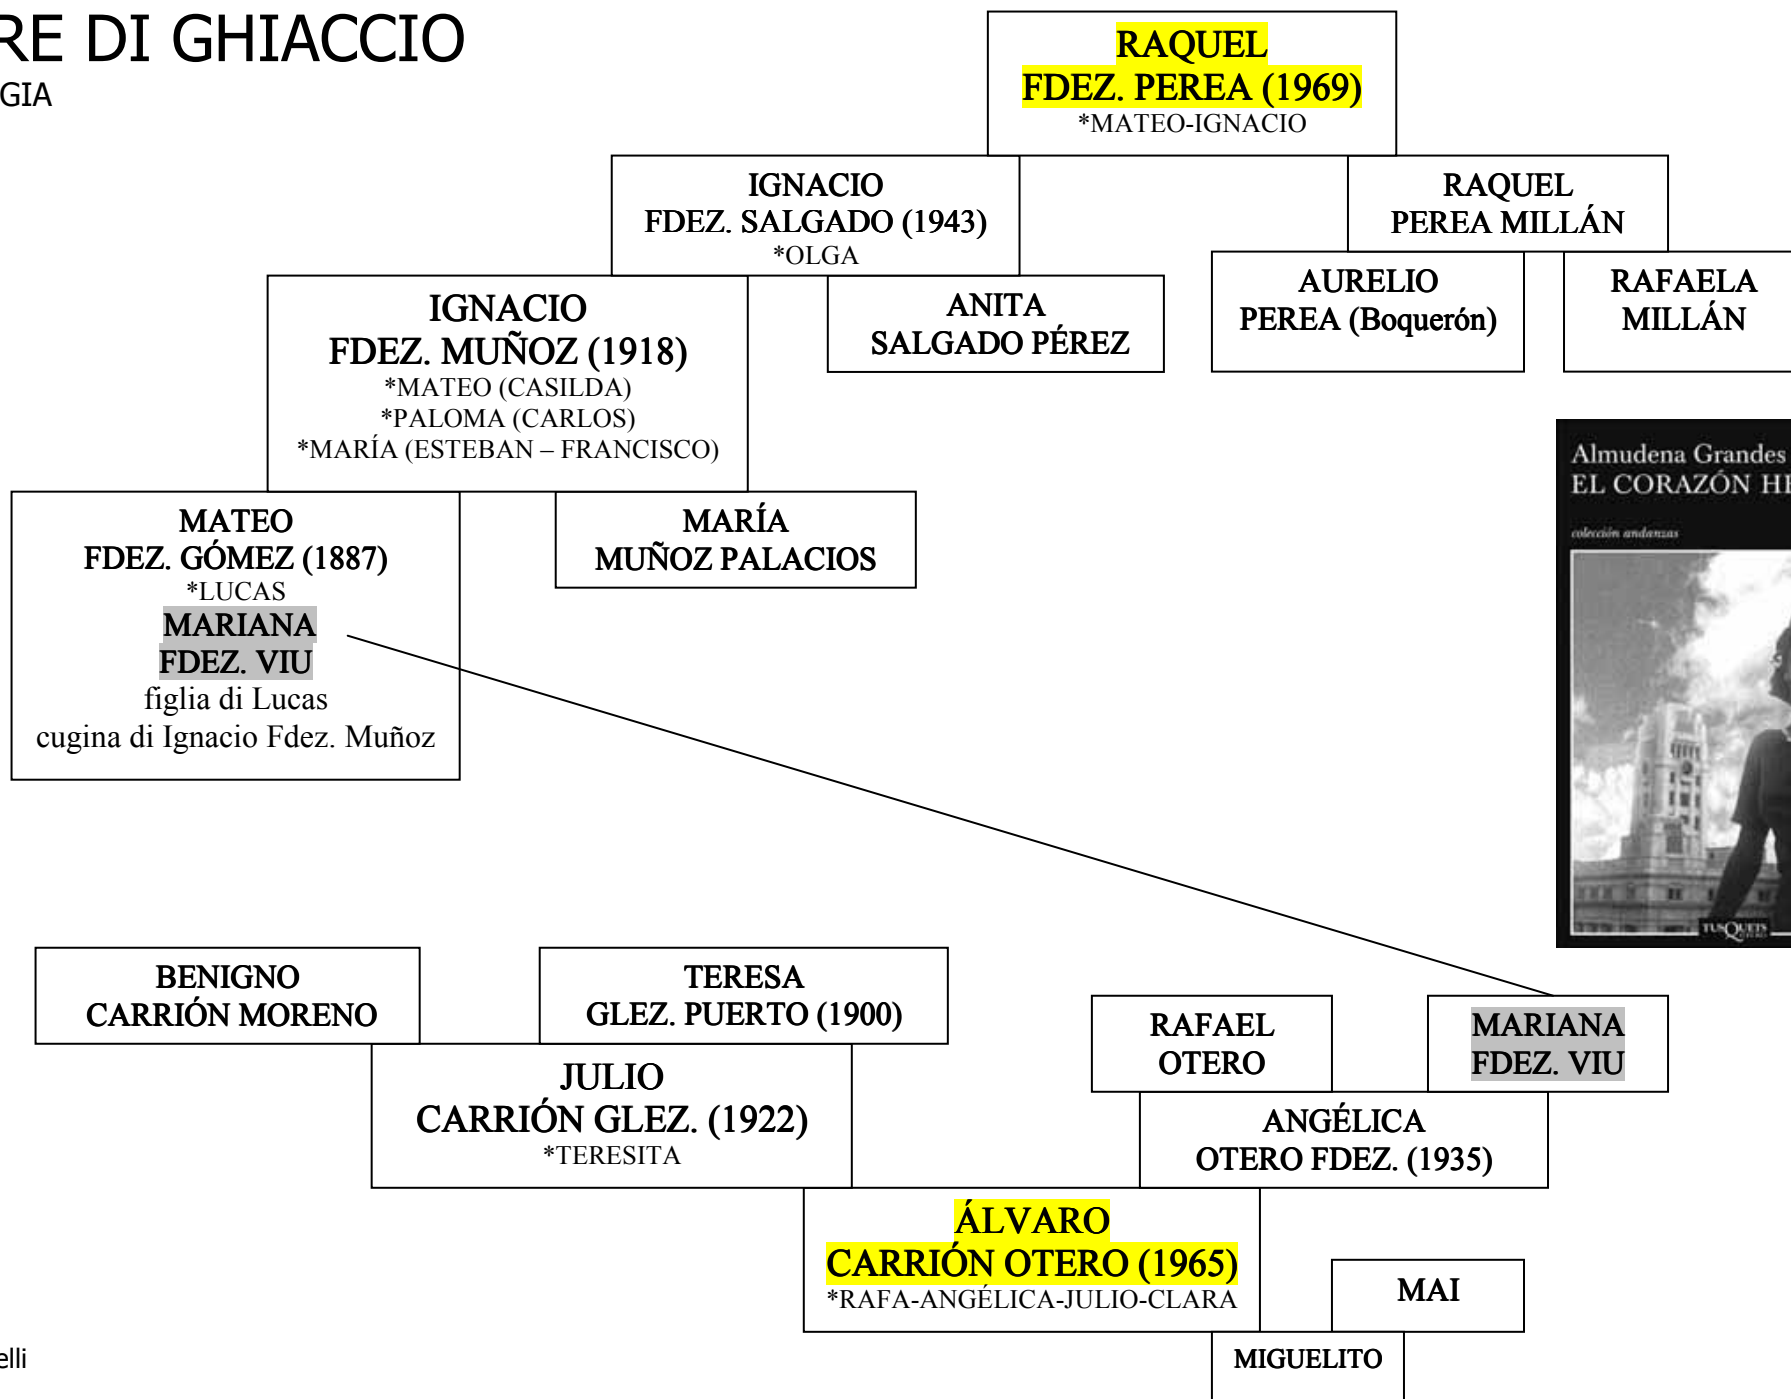 RE DI GHIACCIO
GIA
RAQUEL
FDEZ. PEREA (1969)
*MATEO-IGNACIO
IGNACIO
FDEZ. SALGADO (1943)
*OLGA
RAQUEL
PEREA MILLÁN
IGNACIO
FDEZ. MUÑOZ (1918)
*MATEO (CASILDA)
*PALOMA (CARLOS)
*MARÍA (ESTEBAN – FRANCISCO)
ANITA
SALGADO PÉREZ
AURELIO
PEREA (Boquerón)
RAFAELA
MILLÁN
MATEO
FDEZ. GÓMEZ (1887)
*LUCAS
MARIANA
FDEZ. VIU
figlia di Lucas
cugina di Ignacio Fdez. Muñoz
MARÍA
MUÑOZ PALACIOS
Almudena Grandes
EL CORAZÓN HE
colección andanzas
TUSQUETS
BENIGNO
CARRIÓN MORENO
TERESA
GLEZ. PUERTO (1900)
JULIO
CARRIÓN GLEZ. (1922)
*TERESITA
RAFAEL
OTERO
MARIANA
FDEZ. VIU
ANGÉLICA
OTERO FDEZ. (1935)
ÁLVARO
CARRIÓN OTERO (1965)
*RAFA-ANGÉLICA-JULIO-CLARA
MAI
MIGUELITO
elli